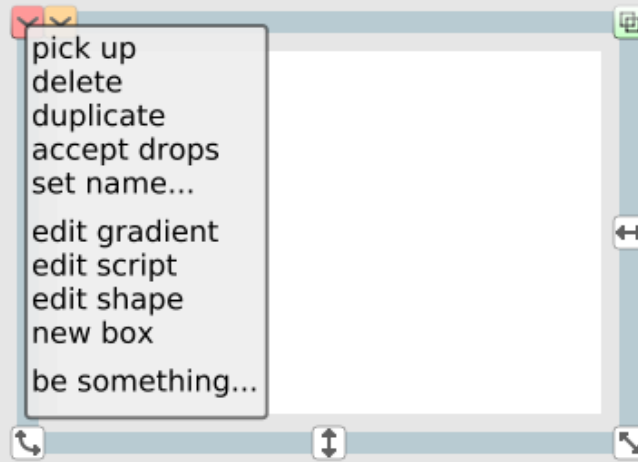 pick up
delete
duplicate
accept drops
set name...
edit gradient
edit script
edit shape
new box
be something...